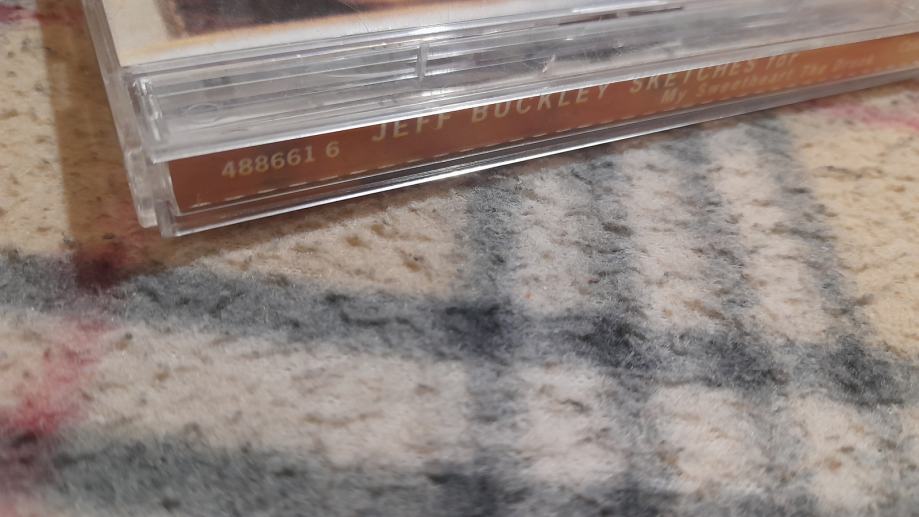 488661 6 JEFF BUCKLEY SKETCHES for
My Sweetheart The Drunk